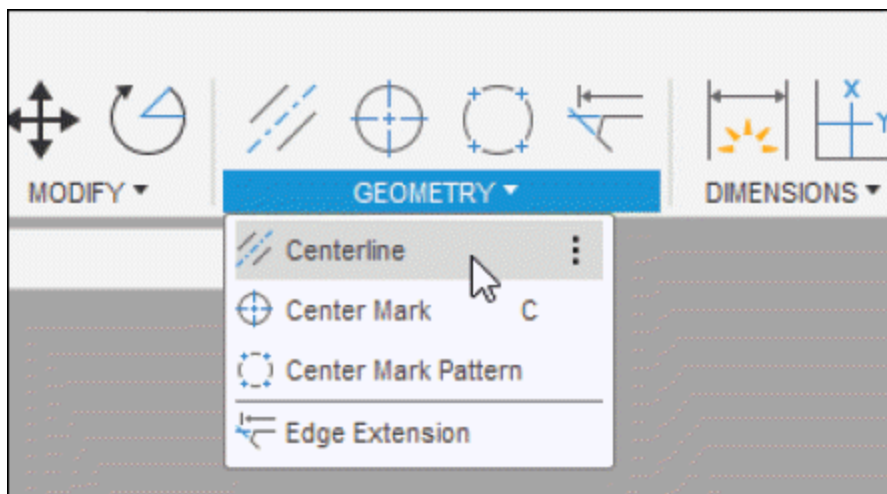 X
Y
MODIFY GEOMETRY DIMENSIONS
Centerline
Center Mark C
Center Mark Pattern
Edge Extension